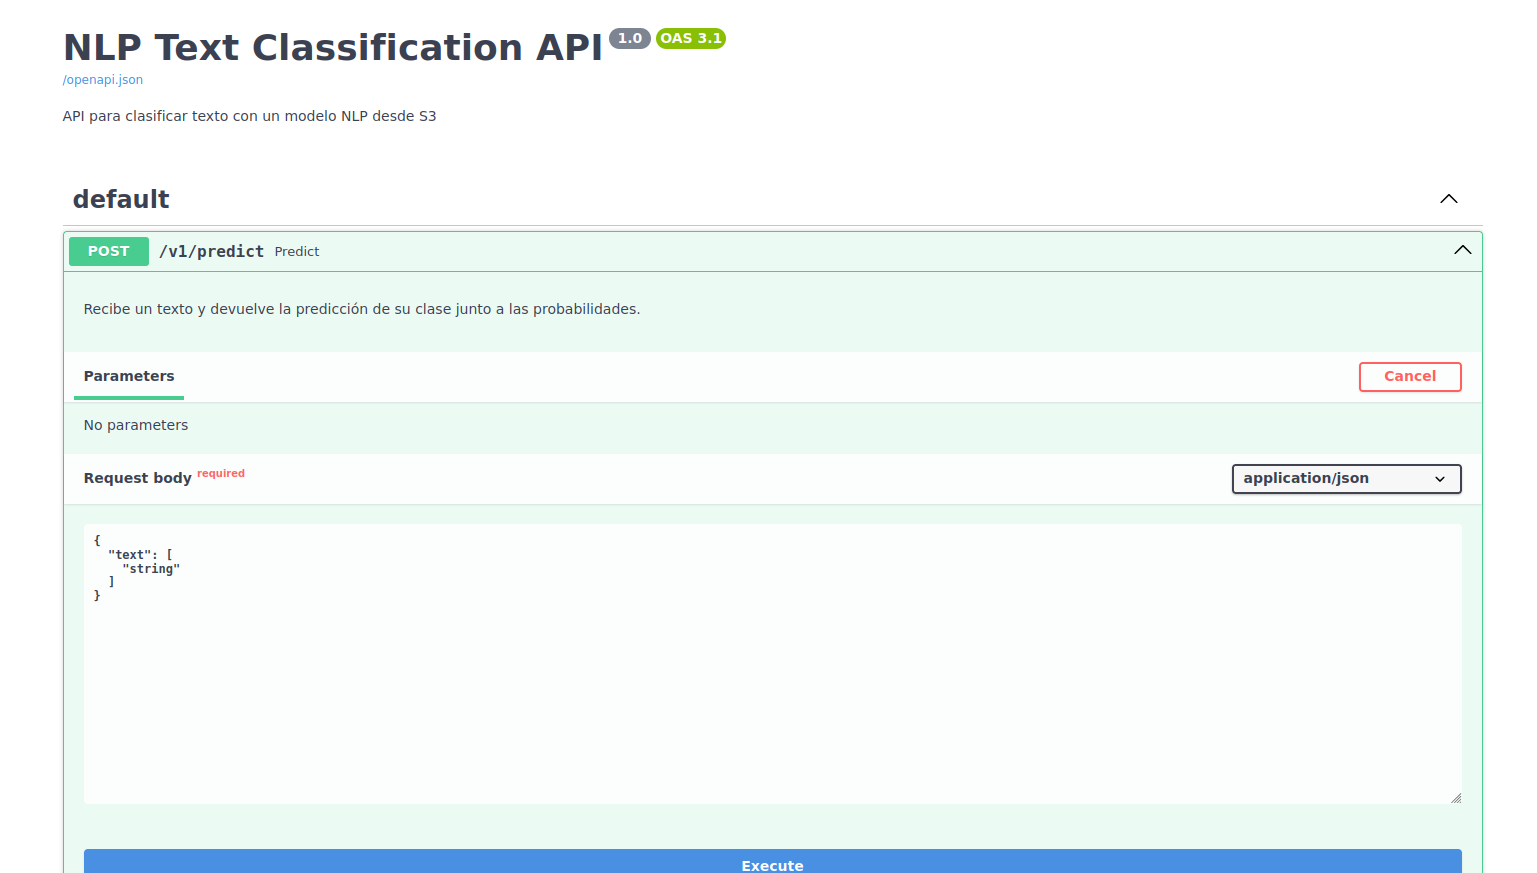 NLP Text Classification API 1.0 OAS 3.1
/openapi.json
API para clasificar texto con un modelo NLP desde S3
default
POST /v1/predict Predict
Recibe un texto y devuelve la predicción de su clase junto a las probabilidades.
Parameters Cancel
No parameters
Request body required application/json
{
  "text": [
    "string"
  ]
}
Execute